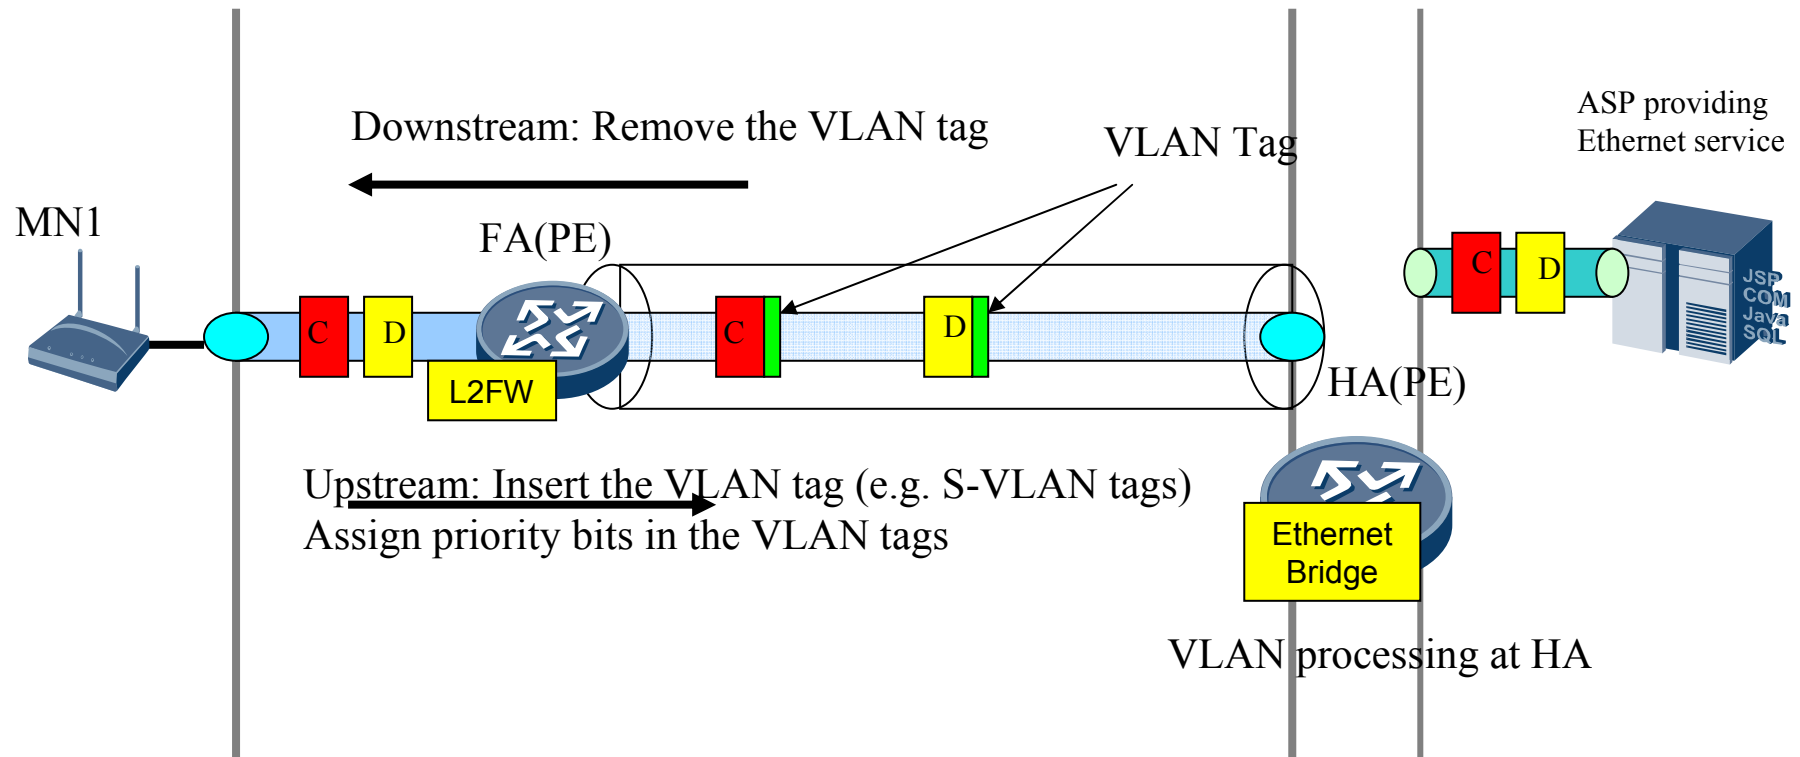 Downstream: Remove the VLAN tag
VLAN Tag
ASP providing
Ethernet service
MN1
FA(PE)
C
D
JSP
COM
Java
SQL
C
D
C
D
L2FW
HA(PE)
Upstream: Insert the VLAN tag (e.g. S-VLAN tags)
Assign priority bits in the VLAN tags
Ethernet
Bridge
VLAN processing at HA